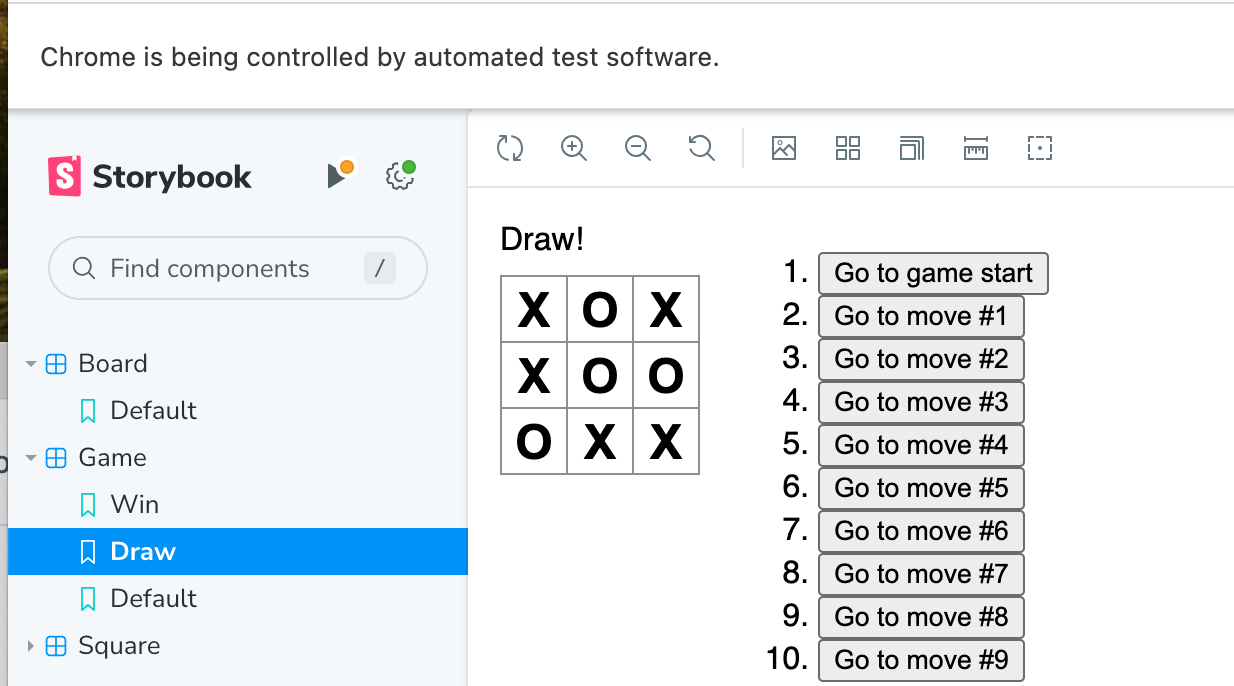 Chrome is being controlled by automated test software.
Storybook
Find components /
Board
Default
Game
Win
Draw
Default
Square
Draw!
X O X
X O O
O X X
1. Go to game start
2. Go to move #1
3. Go to move #2
4. Go to move #3
5. Go to move #4
6. Go to move #5
7. Go to move #6
8. Go to move #7
9. Go to move #8
10. Go to move #9